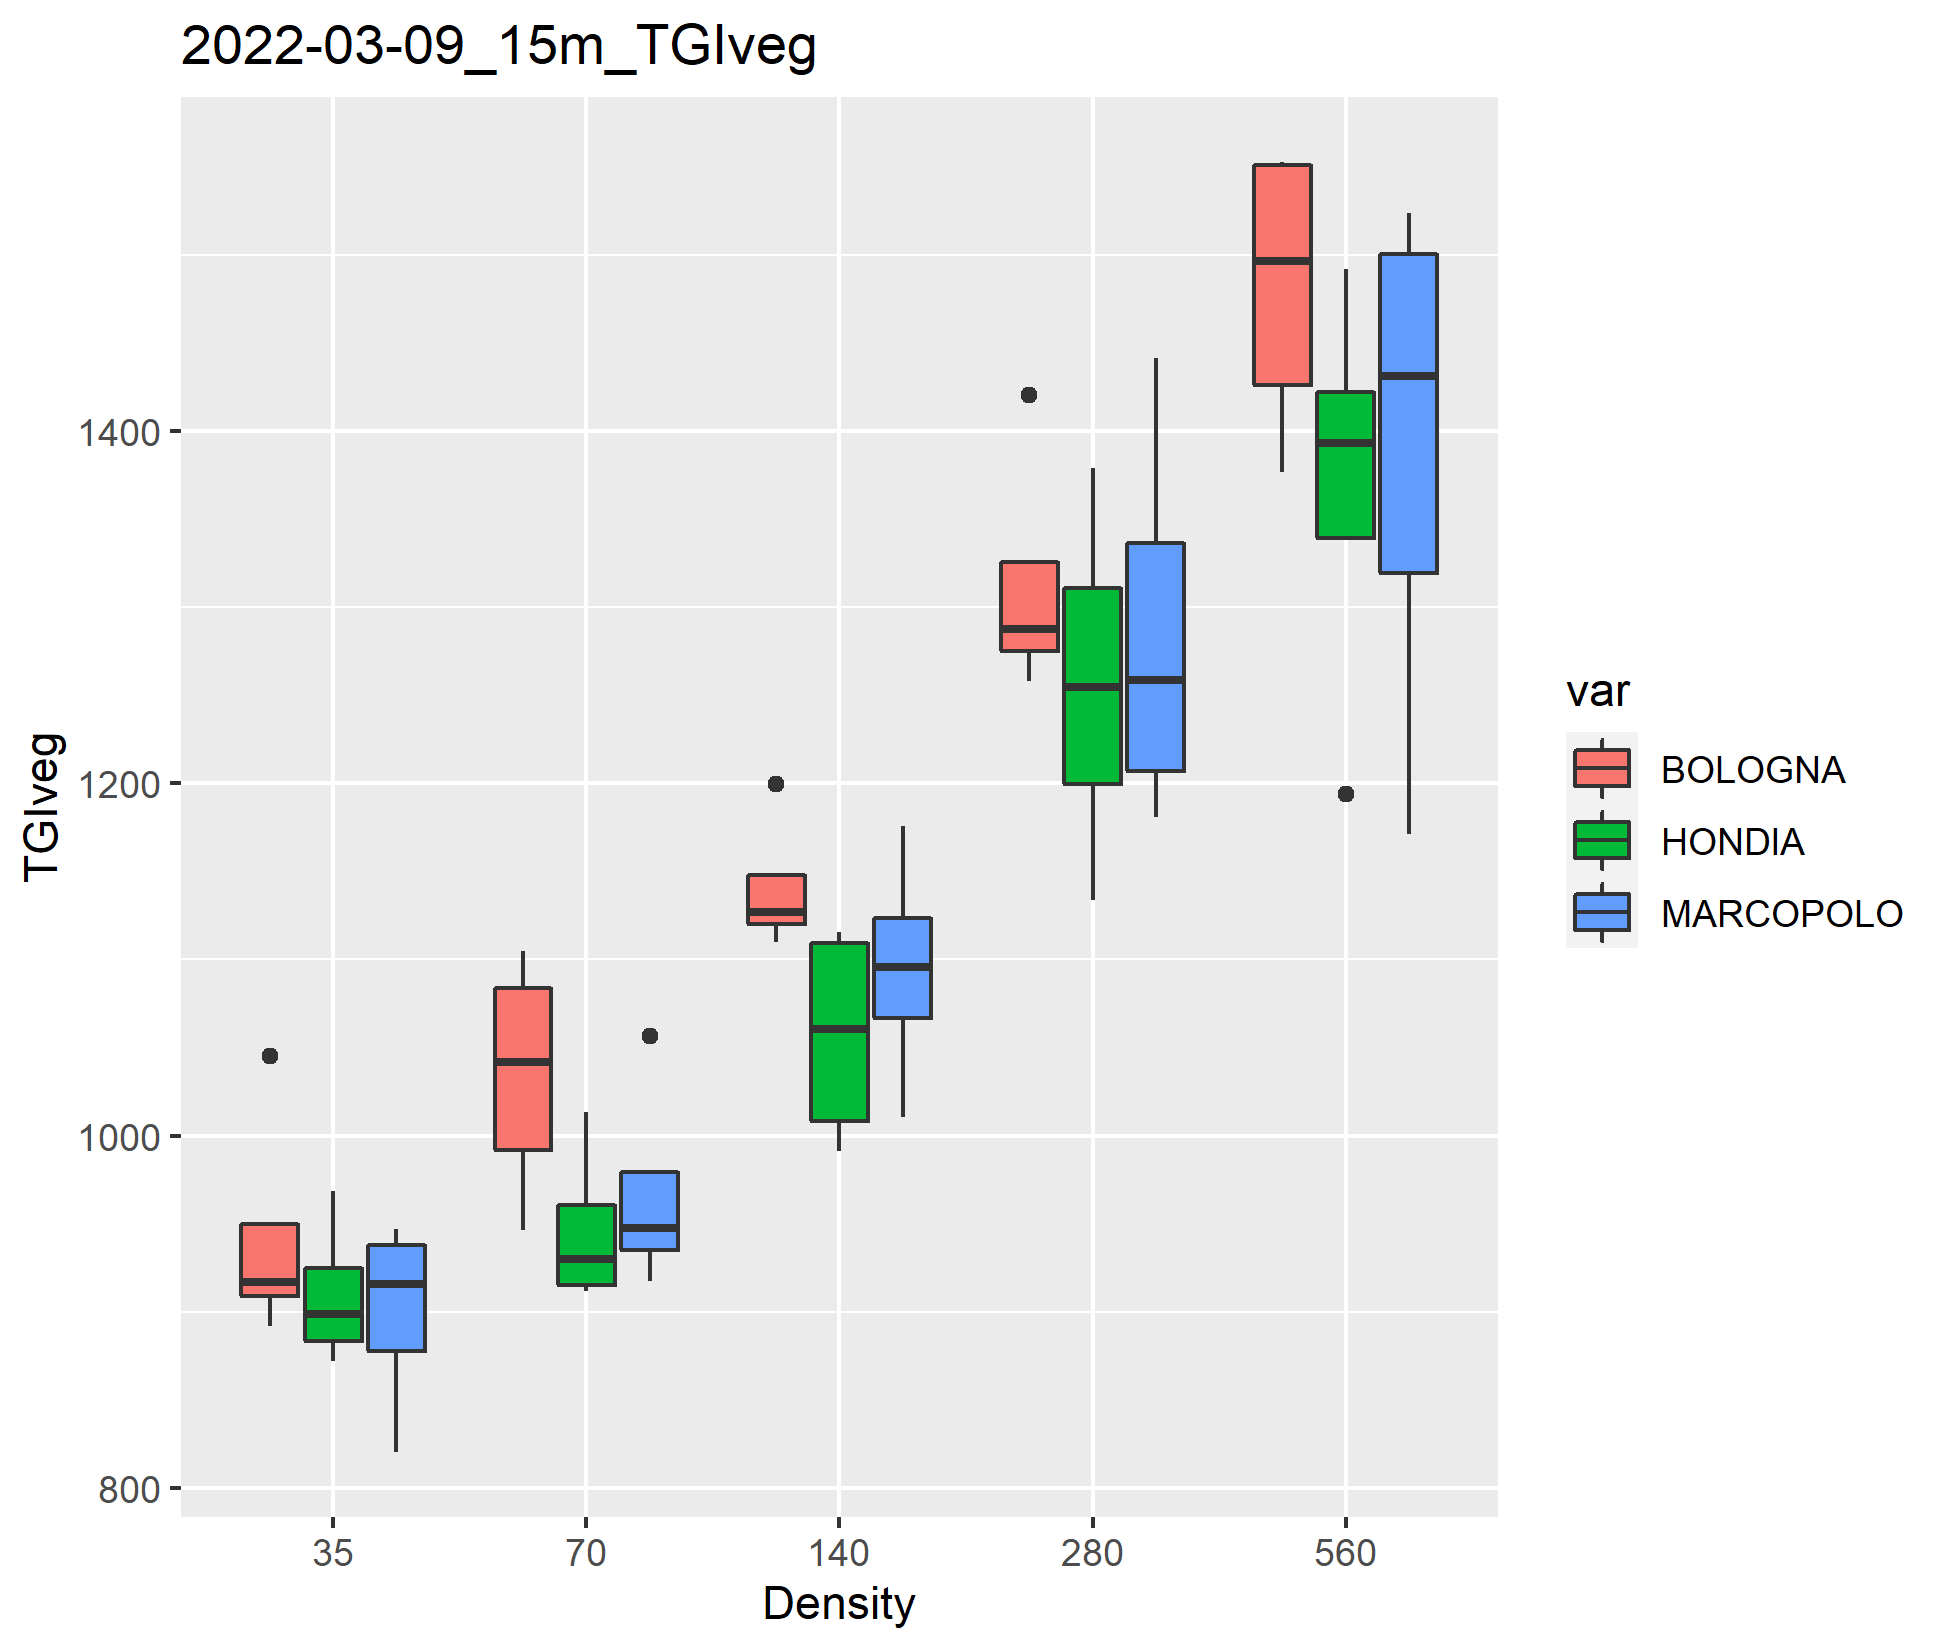 2022-03-09_15m_TGIveg
TGIveg
1400
1200
1000
800
35 70 140 280 560
Density
var
BOLOGNA
HONDIA
MARCOPOLO